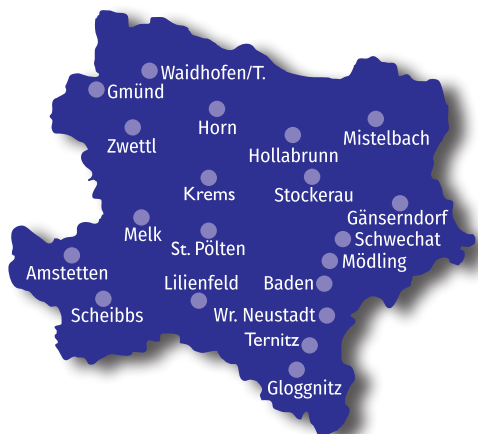 Waidhofen/T.
Gmünd
Horn
Zwettl
Mistelbach
Hollabrunn
Krems
Stockerau
Gänserndorf
Melk
Schwechat
St. Pölten
Mödling
Amstetten
Lilienfeld
Baden
Scheibbs
Wr. Neustadt
Ternitz
Gloggnitz